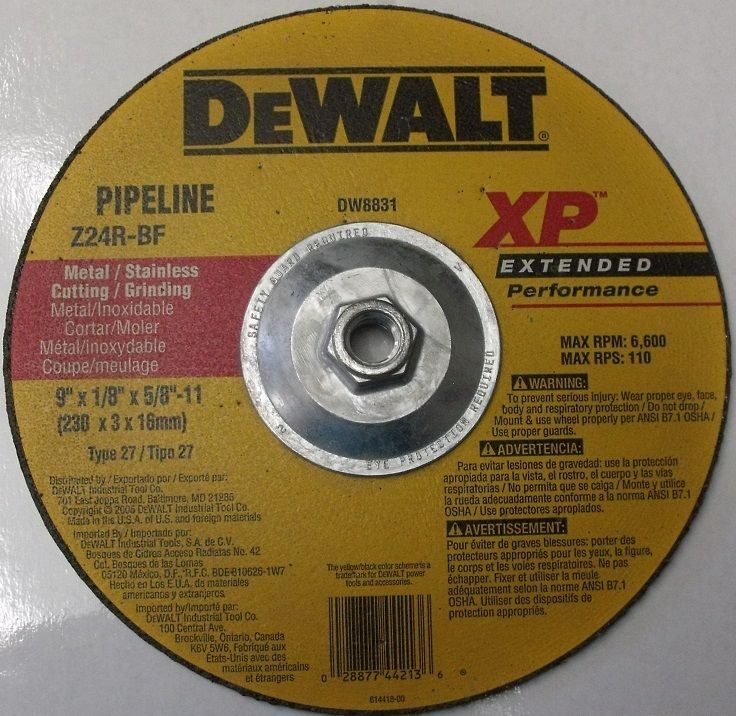 DEWALT®
PIPELINE
Z24R-BF
DW8831
XP™
EXTENDED
Performance
Metal / Stainless
Cutting / Grinding
Metal/Inoxidable
Cortar/Moler
Métal/inoxydable
Coupe/meulage
9" x 1/8" x 5/8"-11
(230 x 3 x 16mm)
Type 27 / Tipo 27
SAFETY GUARD REQUIRED
EYE PROTECTION REQUIRED
MAX RPM: 6,600
MAX RPS: 110
WARNING:
To prevent serious injury: Wear proper eye, face,
body and respiratory protection / Do not drop /
Mount & use wheel properly per ANSI B7.1 OSHA /
Use proper guards.
ADVERTENCIA:
Para evitar lesiones de gravedad: use la protección
apropiada para la vista, el rostro, el cuerpo y las vías
respiratorias / No permita que se caiga / Monte y utilice
la rueda adecuadamente conforme a la norma ANSI B7.1
OSHA / Use protectores apropiados.
AVERTISSEMENT:
Pour éviter de graves blessures: porter des
protecteurs appropriés pour les yeux, la figure,
le corps et les voies respiratoires. Ne pas
échapper. Fixer et utiliser la meule
adéquatement selon la norme ANSI B7.1
OSHA. Utiliser des dispositifs de
protection appropriés.
Distributed by / Exportado por / Exporté par:
DEWALT Industrial Tool Co.
701 East Joppa Road, Baltimore, MD 21286
Copyright © 2005 DEWALT Industrial Tool Co.
Made in the U.S.A. of U.S. and foreign materials
Imported By / Importado por:
DEWALT Industrial Tools, S.A. de C.V.
Bosques de Cidros Acceso Radiatas No. 42
Col. Bosques de las Lomas
05120 México, D.F., R.F.C. BDE-810626-1W7
Hecho en Los E.U.A. de materiales
americanos y extranjeros
Imported by/Importé par:
DEWALT Industrial Tool Co.
100 Central Ave.
Brockville, Ontario, Canada
K6V 5W6, Fabriqué aux
États-Unis avec des
matériaux américains
et étrangers
The yellow/black color scheme is a
trademark for DEWALT power
tools and accessories.
0 28877 44213 6
614418-00